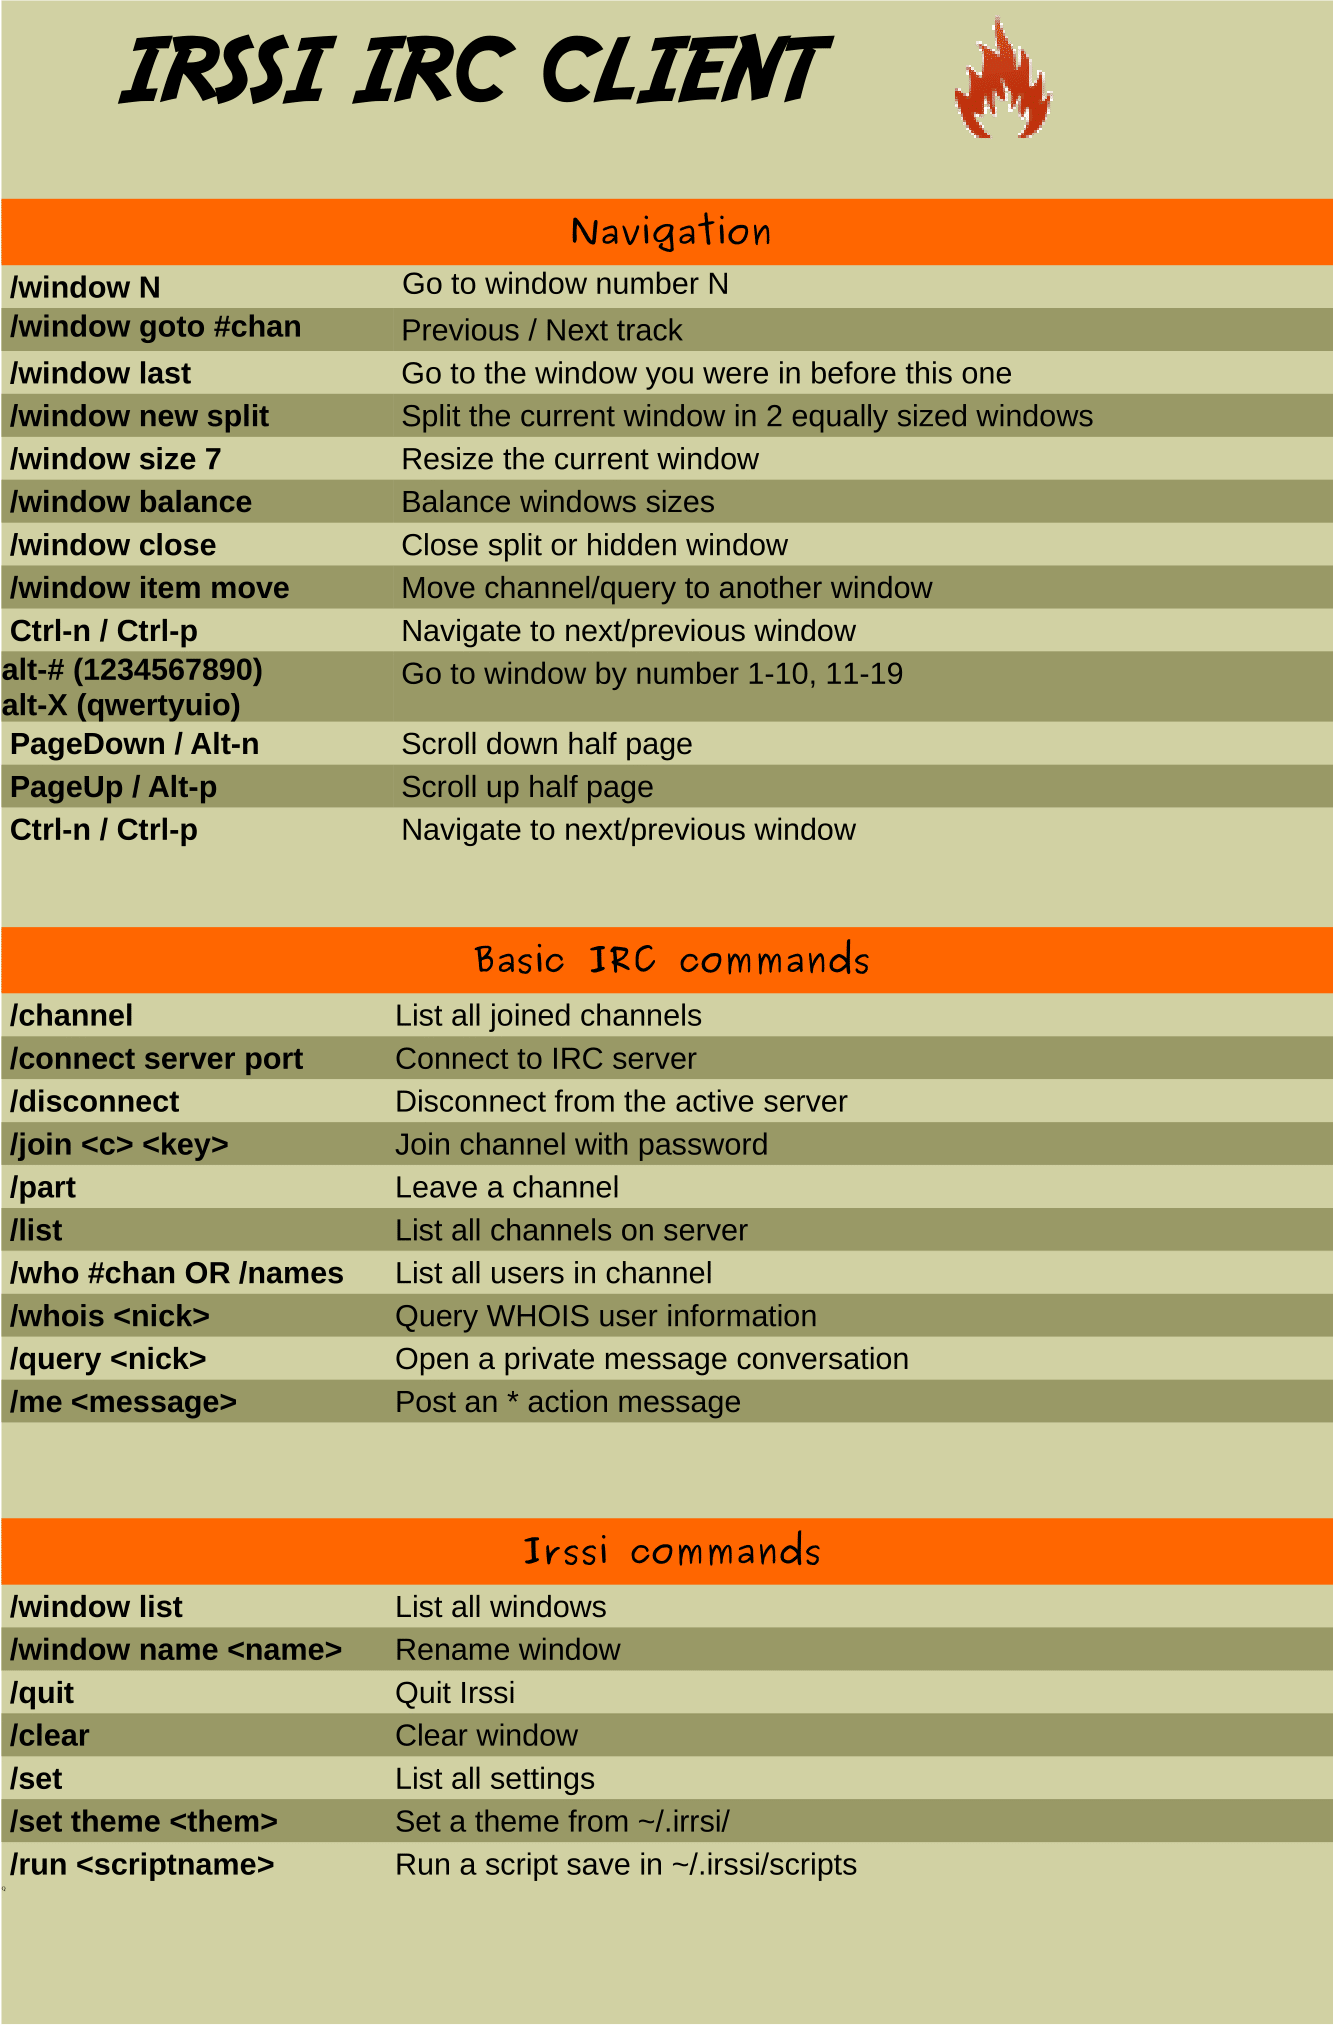 IRSSI IRC CLIENT
Navigation
/window N Go to window number N
/window goto #chan Previous / Next track
/window last Go to the window you were in before this one
/window new split Split the current window in 2 equally sized windows
/window size 7 Resize the current window
/window balance Balance windows sizes
/window close Close split or hidden window
/window item move Move channel/query to another window
Ctrl-n / Ctrl-p Navigate to next/previous window
alt-# (1234567890) Go to window by number 1-10, 11-19
alt-X (qwertyuio)
PageDown / Alt-n Scroll down half page
PageUp / Alt-p Scroll up half page
Ctrl-n / Ctrl-p Navigate to next/previous window
Basic IRC commands
/channel List all joined channels
/connect server port Connect to IRC server
/disconnect Disconnect from the active server
/join <c> <key> Join channel with password
/part Leave a channel
/list List all channels on server
/who #chan OR /names List all users in channel
/whois <nick> Query WHOIS user information
/query <nick> Open a private message conversation
/me <message> Post an * action message
Irssi commands
/window list List all windows
/window name <name> Rename window
/quit Quit Irssi
/clear Clear window
/set List all settings
/set theme <them> Set a theme from ~/.irrsi/
/run <scriptname> Run a script save in ~/.irssi/scripts